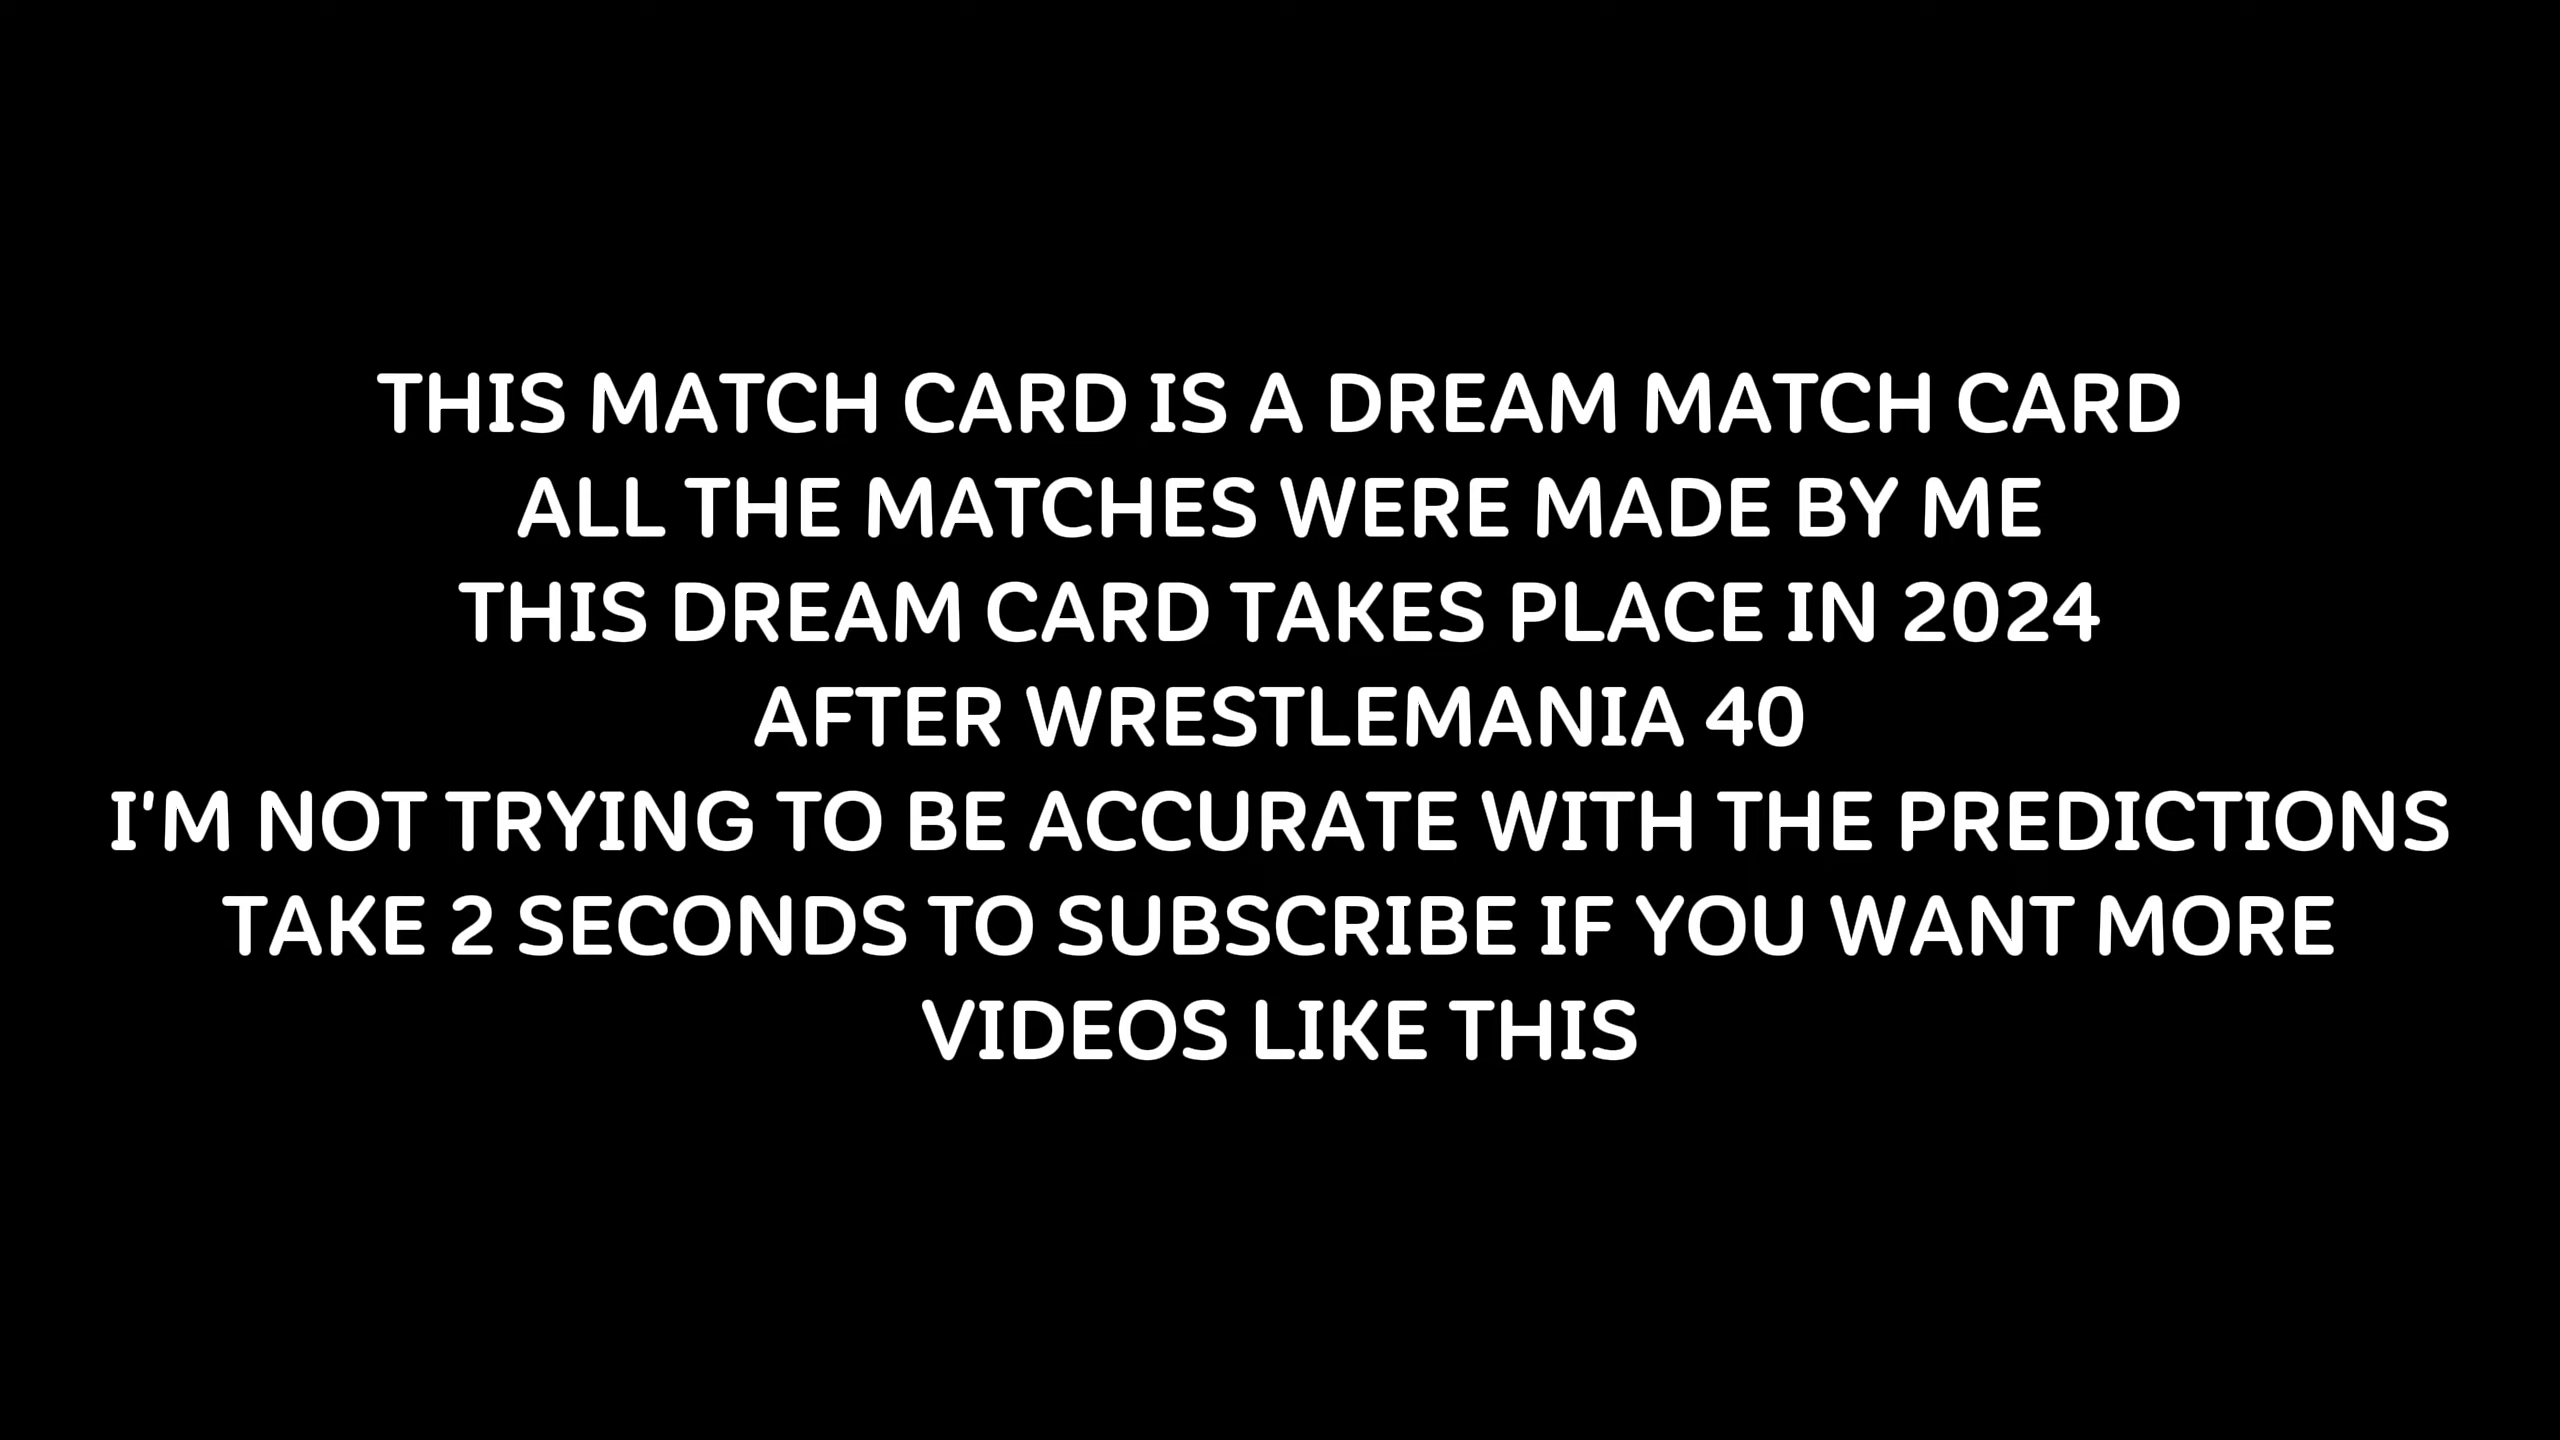 THIS MATCH CARD IS A DREAM MATCH CARD
ALL THE MATCHES WERE MADE BY ME
THIS DREAM CARD TAKES PLACE IN 2024
AFTER WRESTLEMANIA 40
I'M NOT TRYING TO BE ACCURATE WITH THE PREDICTIONS
TAKE 2 SECONDS TO SUBSCRIBE IF YOU WANT MORE
VIDEOS LIKE THIS